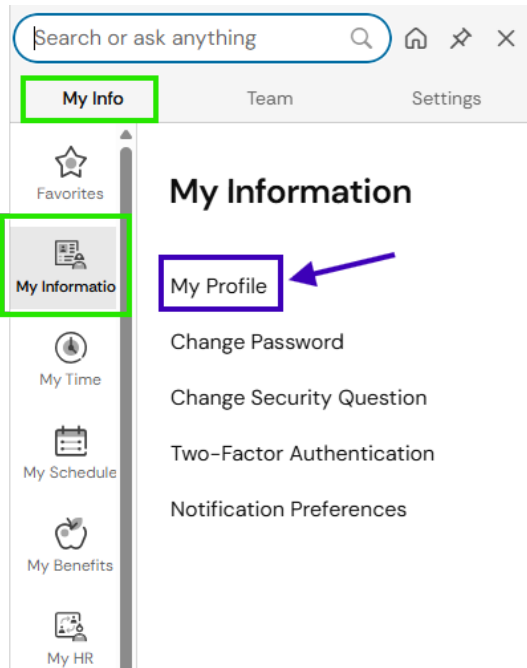 Search or ask anything
My Info
Team
Settings
Favorites
My Information
My Profile
My Informatio
Change Password
My Time
Change Security Question
My Schedule
Two-Factor Authentication
Notification Preferences
My Benefits
My HR